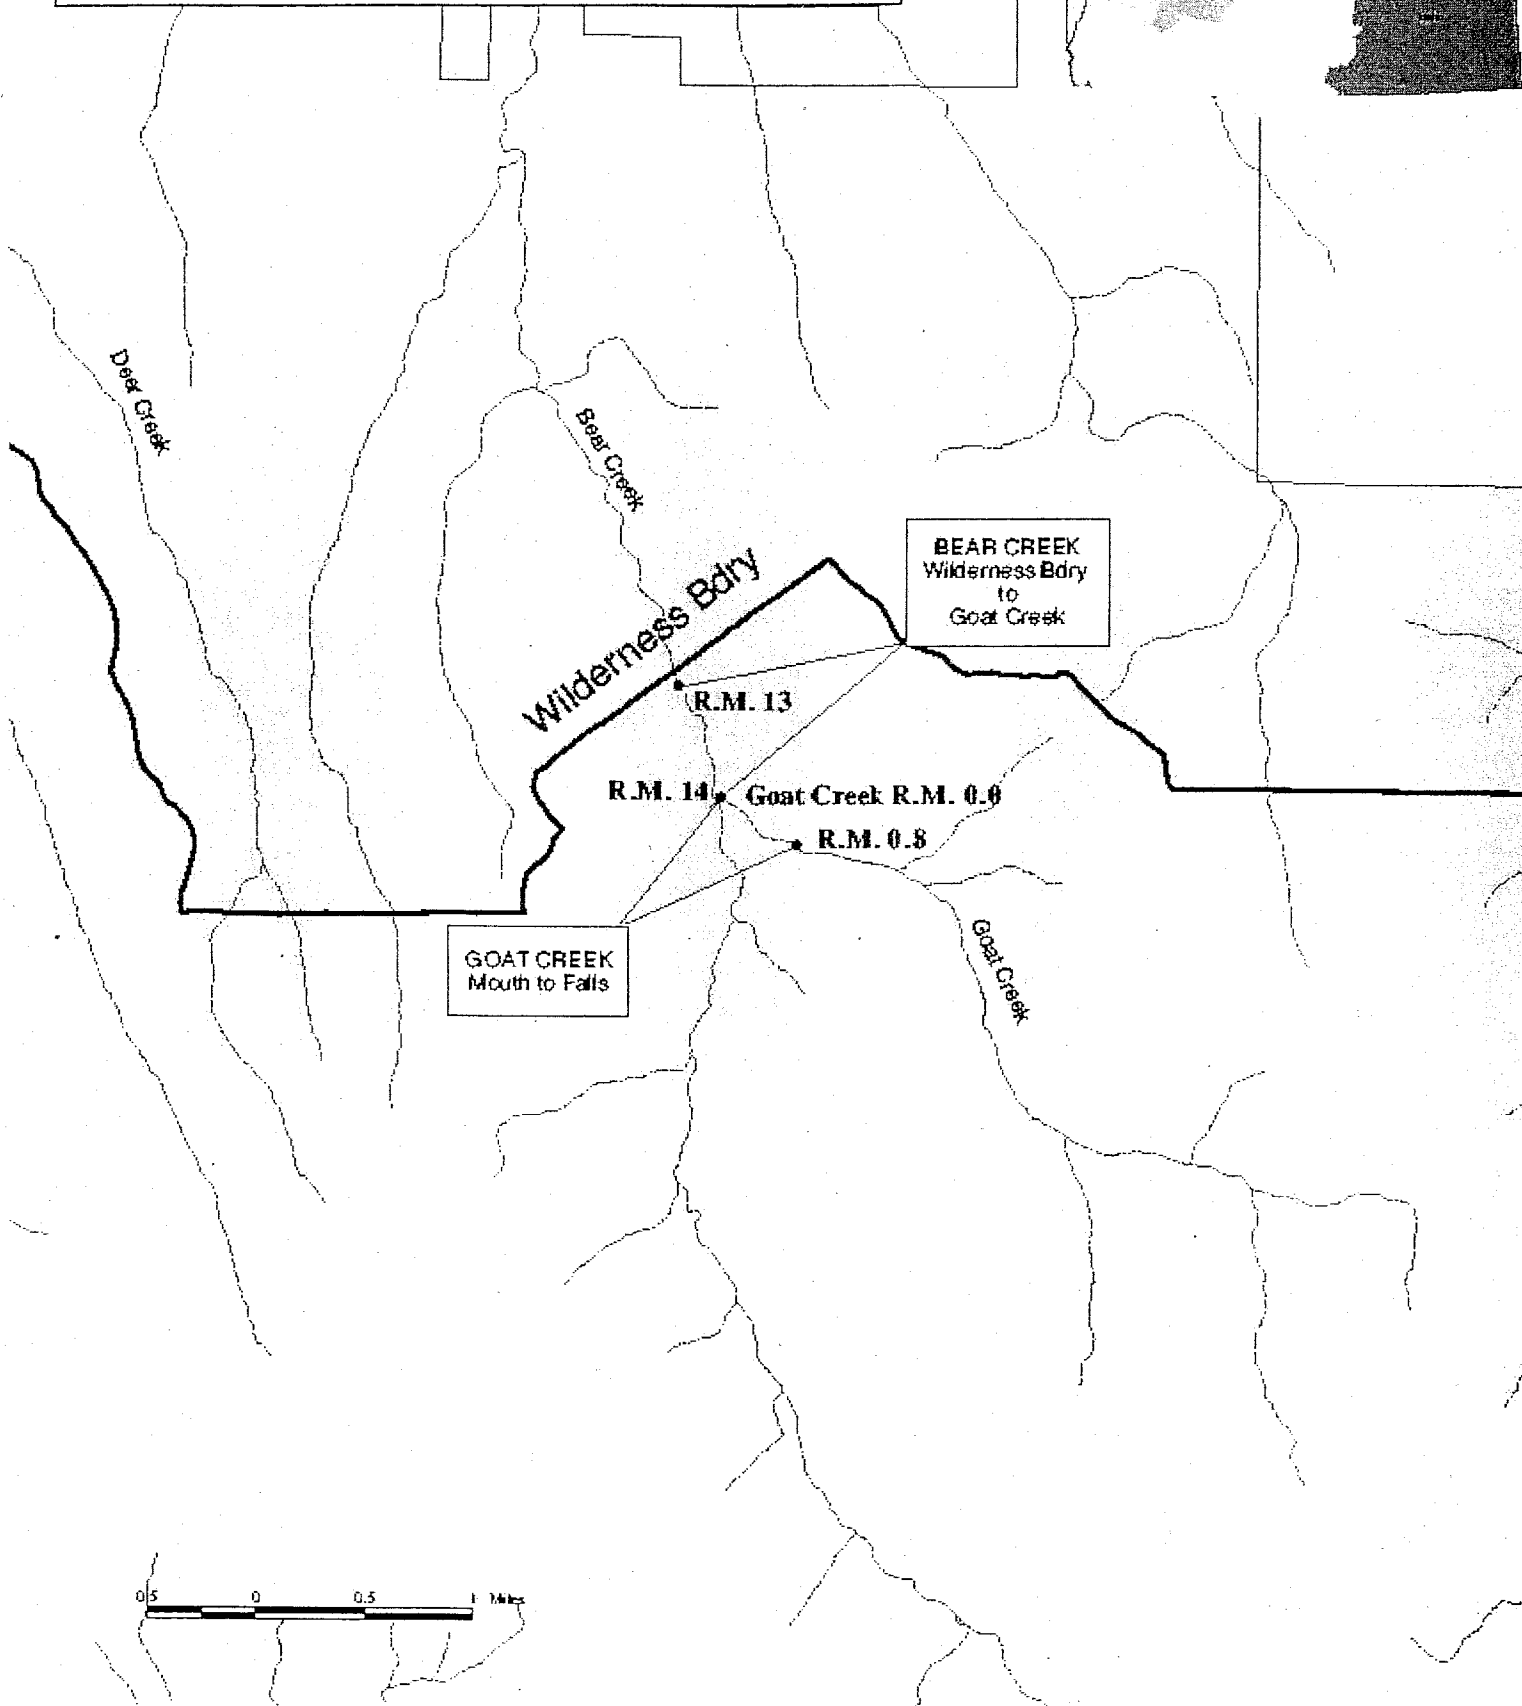 Deer Creek
Bear Creek
BEAR CREEK
Wilderness Bdry
to
Goat Creek
Wilderness Bdry
R.M. 13
R.M. 14
Goat Creek R.M. 0.0
R.M. 0.8
GOAT CREEK
Mouth to Falls
Goat Creek
0.5 0 0.5 1 Miles